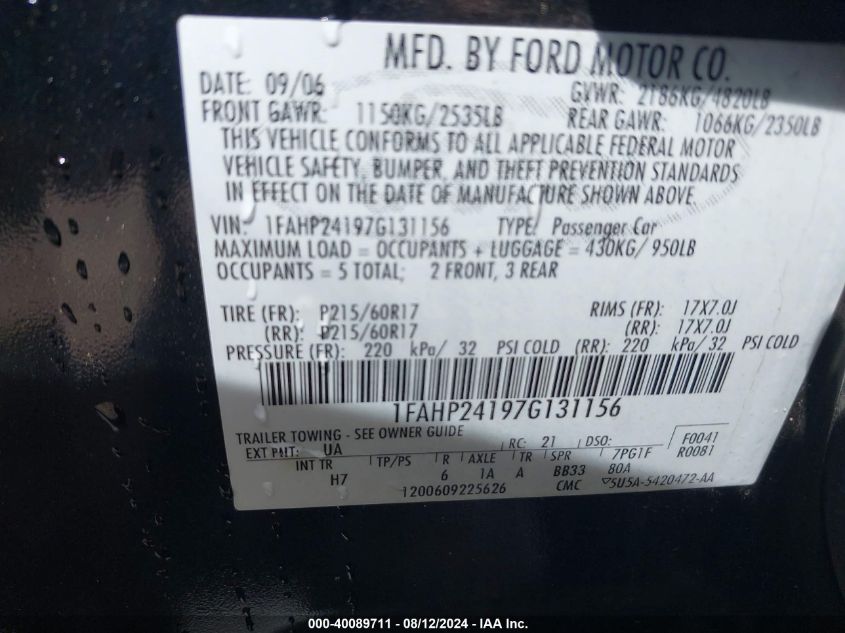 MFD. BY FORD MOTOR CO.
DATE: 09/06 GVWR: 2186KG/4820LB
FRONT GAWR: 1150KG/2535LB REAR GAWR: 1066KG/2350LB
THIS VEHICLE CONFORMS TO ALL APPLICABLE FEDERAL MOTOR
VEHICLE SAFETY, BUMPER, AND THEFT PREVENTION STANDARDS
IN EFFECT ON THE DATE OF MANUFACTURE SHOWN ABOVE.
VIN: 1FAHP24197G131156 TYPE: Passenger Car
MAXIMUM LOAD = OCCUPANTS + LUGGAGE = 430KG/ 950LB
OCCUPANTS = 5 TOTAL; 2 FRONT, 3 REAR
TIRE (FR): P215/60R17 RIMS (FR): 17X7.0J
(RR): P215/60R17 (RR): 17X7.0J
PRESSURE (FR): 220 kPa/ 32 PSI COLD (RR): 220 kPa/ 32 PSI COLD
1FAHP24197G131156
TRAILER TOWING - SEE OWNER GUIDE
EXT PNT: UA RC: 21 DSO: F0041
INT TR TP/PS R AXLE TR SPR 7PG1F R0081
H7 6 1A A BB33 80A
1200609225626 CMC 5U5A-5420472-AA
000-40089711 - 08/12/2024 - IAA Inc.